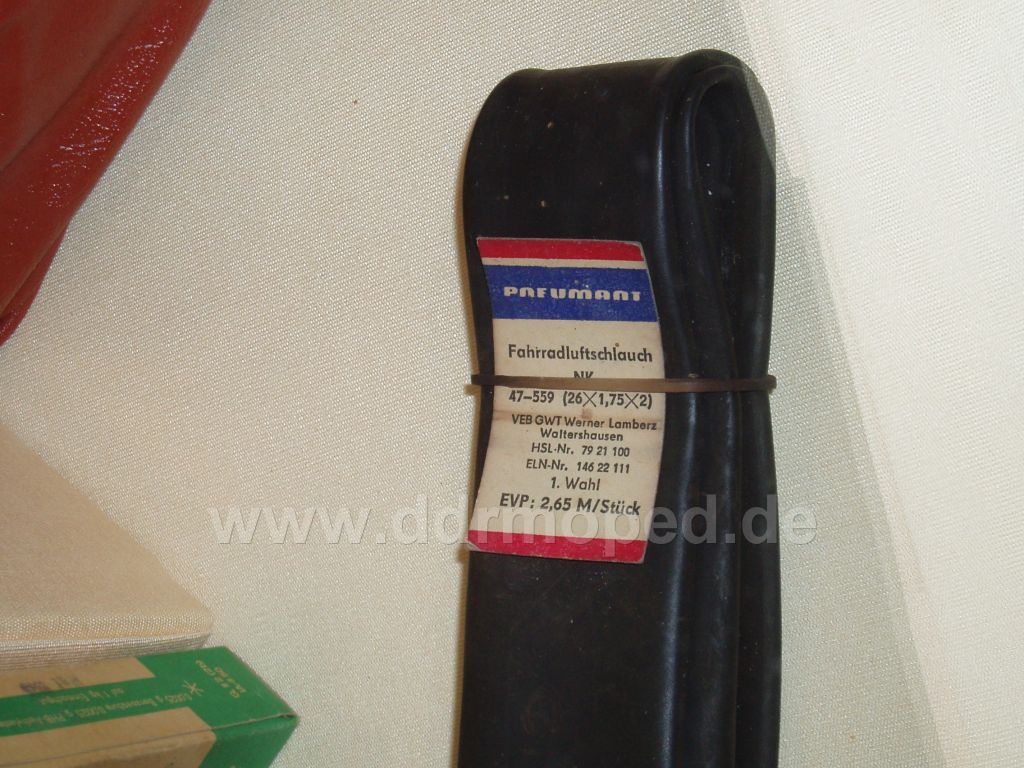 PNEUMANT
Fahrradluftschlauch
NK
47–559 (26×1,75×2)
VEB GWT Werner Lamberz
Waltershausen
HSL-Nr. 79 21 100
ELN-Nr. 146 22 111
1. Wahl
EVP: 2,65 M/Stück
www.ddrmoped.de